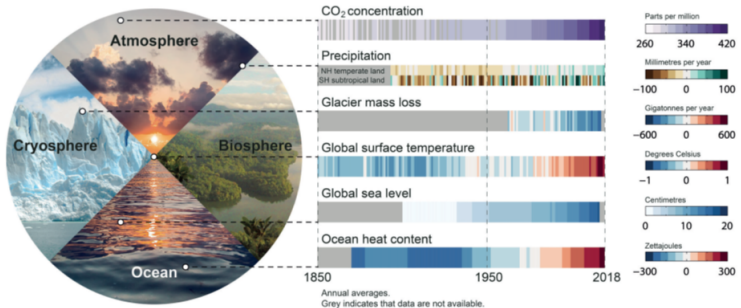 CO₂ concentration
Parts per million
260 340 420
Atmosphere
Precipitation
NH temperate land
SH subtropical land
Millimetres per year
−100 0 100
Glacier mass loss
Gigatonnes per year
−600 0 600
Cryosphere
Biosphere
Global surface temperature
Degrees Celsius
−1 0 1
Global sea level
Centimetres
0 10 20
Ocean heat content
Zettajoules
−300 0 300
Ocean
1850 1950 2018
Annual averages.
Grey indicates that data are not available.